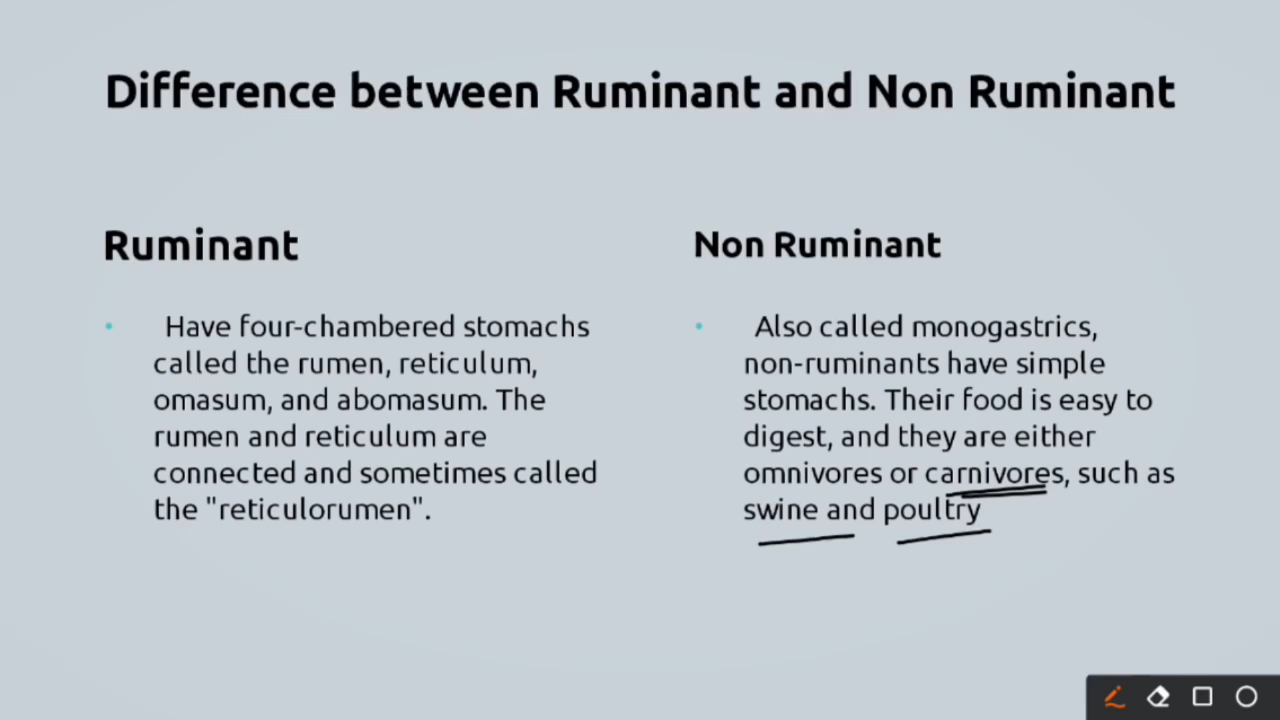 Difference between Ruminant and Non Ruminant
Ruminant
Have four-chambered stomachs
called the rumen, reticulum,
omasum, and abomasum. The
rumen and reticulum are
connected and sometimes called
the "reticulorumen".
Non Ruminant
Also called monogastrics,
non-ruminants have simple
stomachs. Their food is easy to
digest, and they are either
omnivores or carnivores, such as
swine and poultry